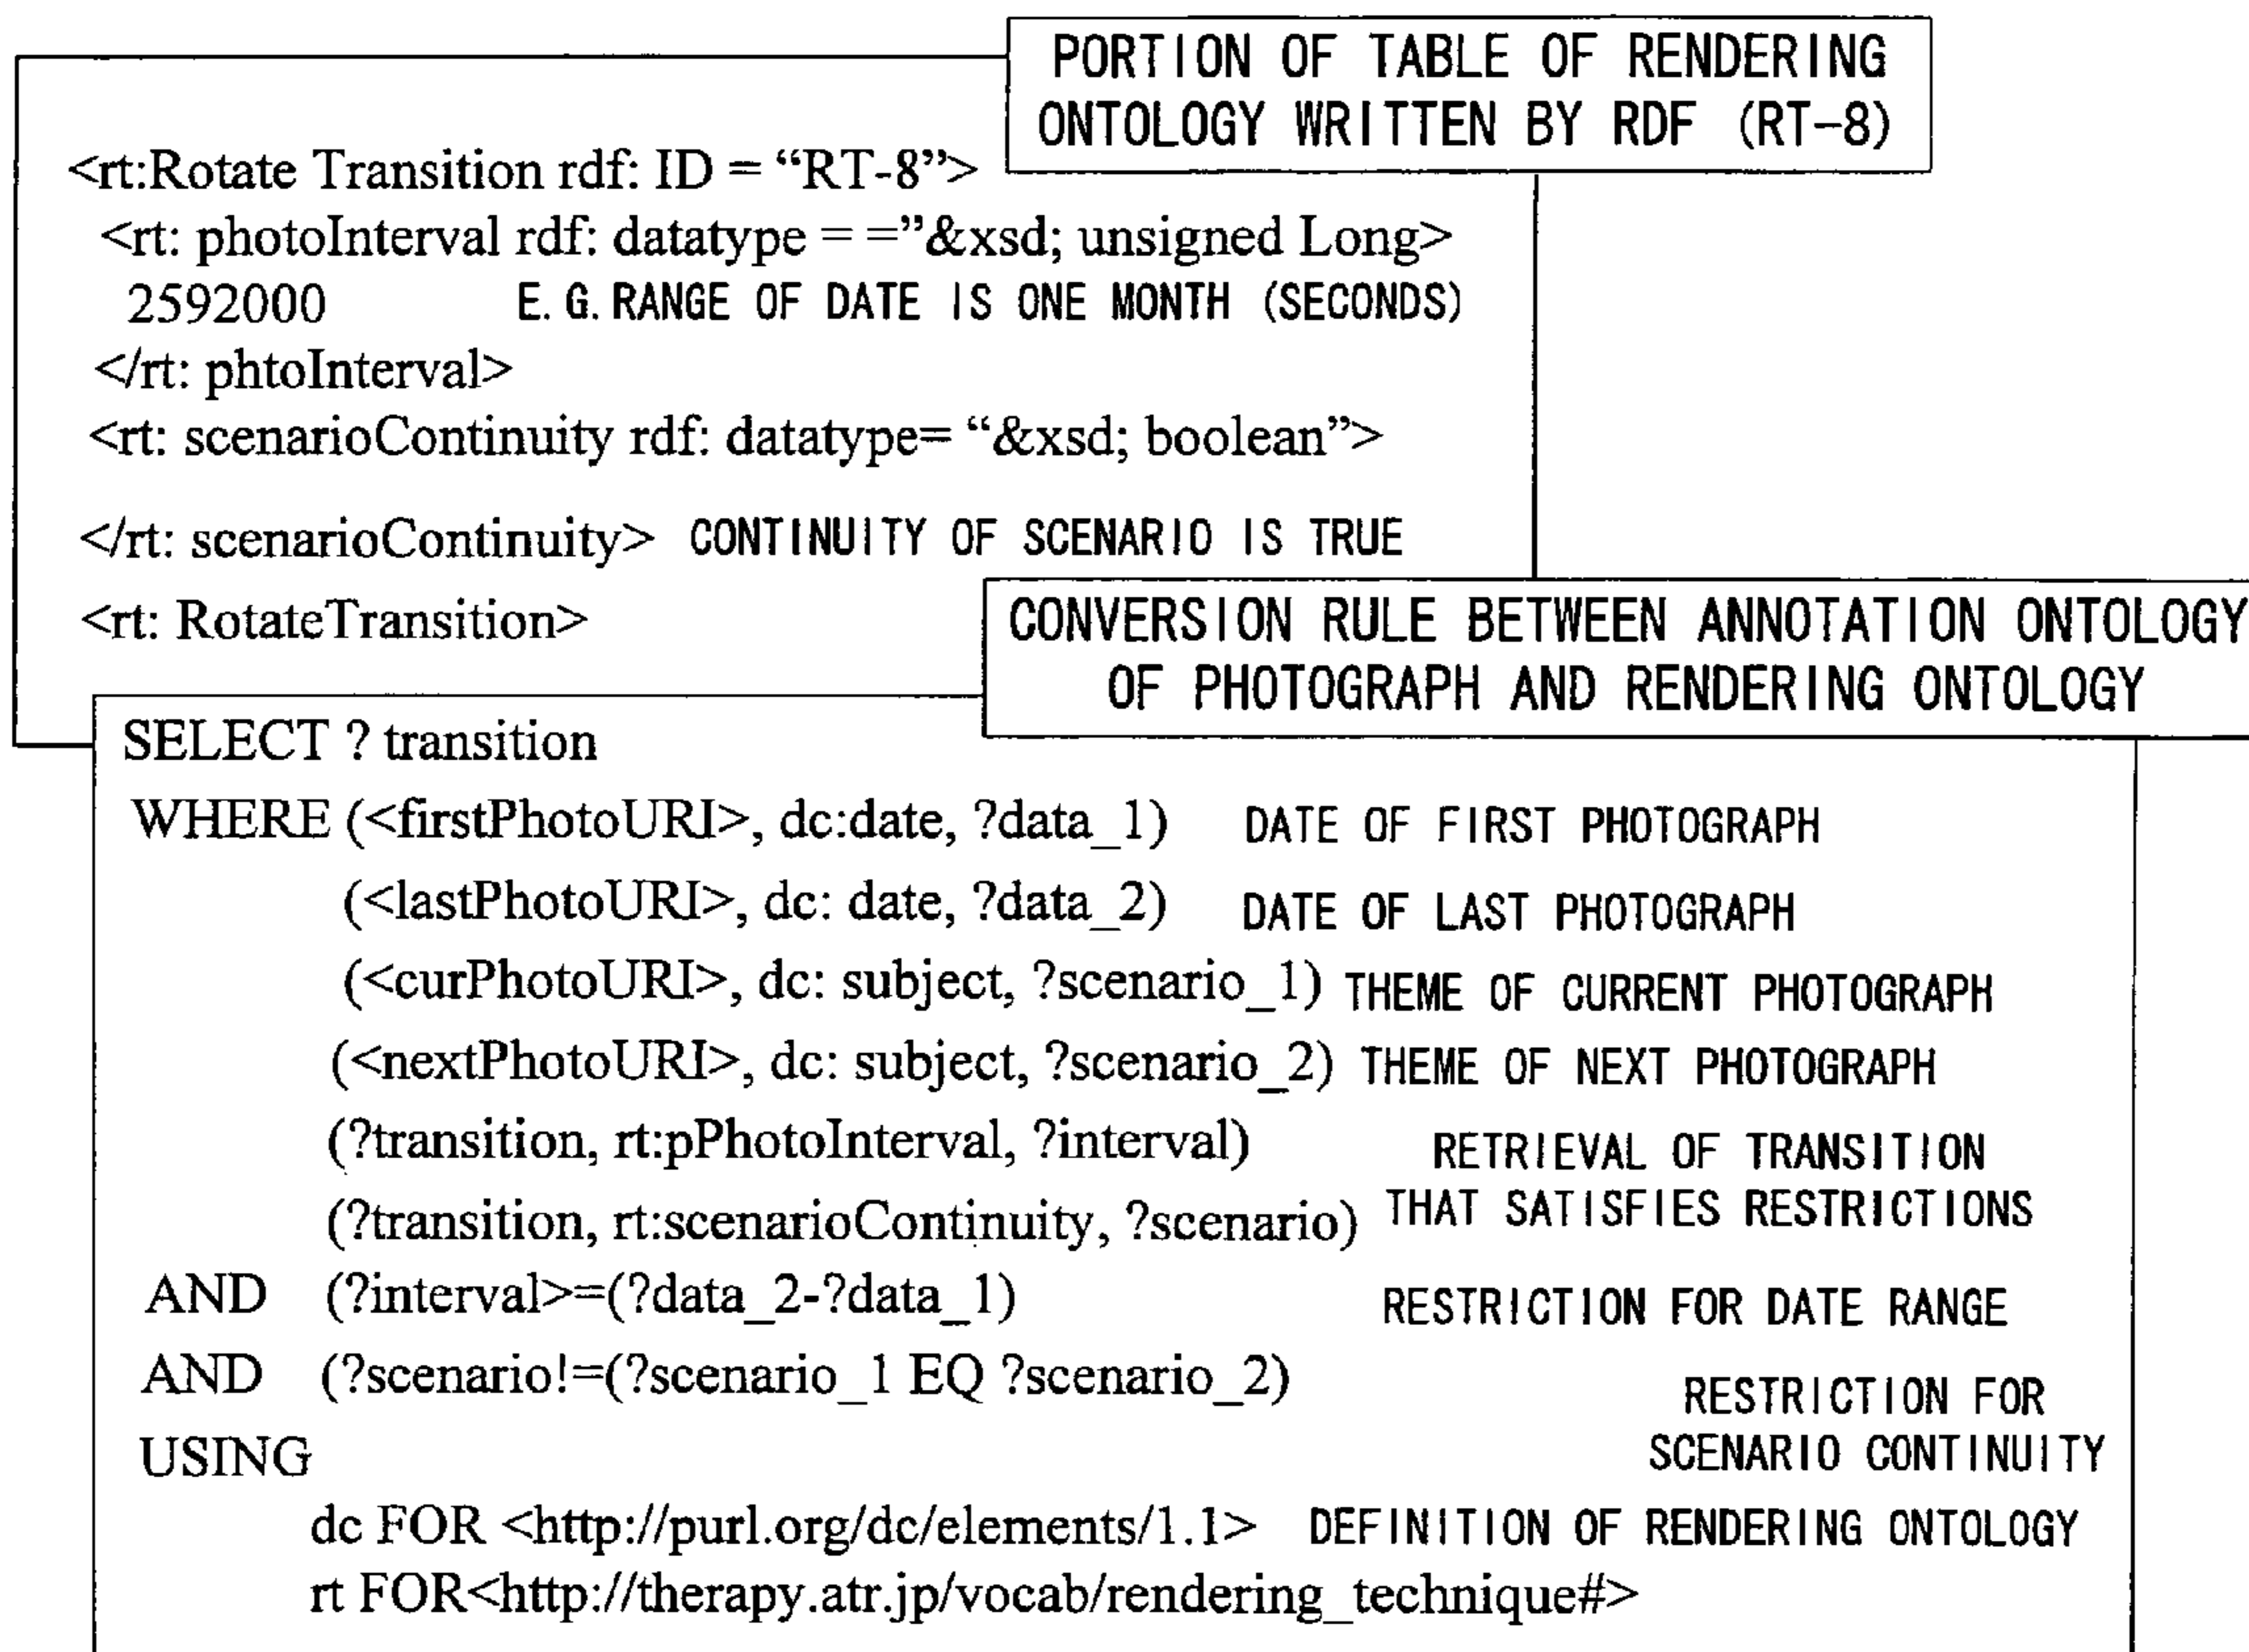 PORTION OF TABLE OF RENDERING
ONTOLOGY WRITTEN BY RDF (RT-8)
<rt:Rotate Transition rdf: ID = “RT-8”>
<rt: photoInterval rdf: datatype = =”&xsd; unsigned Long>
2592000 E.G. RANGE OF DATE IS ONE MONTH (SECONDS)
</rt: phtoInterval>
<rt: scenarioContinuity rdf: datatype= “&xsd; boolean”>
</rt: scenarioContinuity> CONTINUITY OF SCENARIO IS TRUE
<rt: RotateTransition>
CONVERSION RULE BETWEEN ANNOTATION ONTOLOGY
OF PHOTOGRAPH AND RENDERING ONTOLOGY
SELECT ? transition
WHERE (<firstPhotoURI>, dc:date, ?data_1) DATE OF FIRST PHOTOGRAPH
(<lastPhotoURI>, dc: date, ?data_2) DATE OF LAST PHOTOGRAPH
(<curPhotoURI>, dc: subject, ?scenario_1) THEME OF CURRENT PHOTOGRAPH
(<nextPhotoURI>, dc: subject, ?scenario_2) THEME OF NEXT PHOTOGRAPH
(?transition, rt:pPhotoInterval, ?interval) RETRIEVAL OF TRANSITION
(?transition, rt:scenarioContinuity, ?scenario) THAT SATISFIES RESTRICTIONS
AND (?interval>=(?data_2-?data_1) RESTRICTION FOR DATE RANGE
AND (?scenario!=(?scenario_1 EQ ?scenario_2) RESTRICTION FOR
USING SCENARIO CONTINUITY
dc FOR <http://purl.org/dc/elements/1.1> DEFINITION OF RENDERING ONTOLOGY
rt FOR<http://therapy.atr.jp/vocab/rendering_technique#>